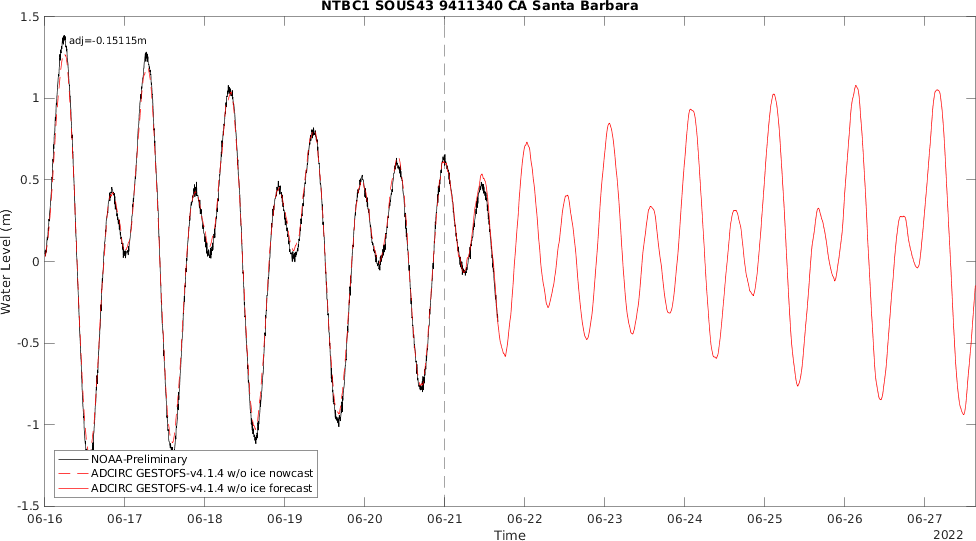 NTBC1 SOUS43 9411340 CA Santa Barbara
adj=-0.15115m
1.5
1
0.5
0
-0.5
-1
-1.5
Water Level (m)
NOAA-Preliminary
ADCIRC GESTOFS-v4.1.4 w/o ice nowcast
ADCIRC GESTOFS-v4.1.4 w/o ice forecast
06-16 06-17 06-18 06-19 06-20 06-21 06-22 06-23 06-24 06-25 06-26 06-27
Time
2022